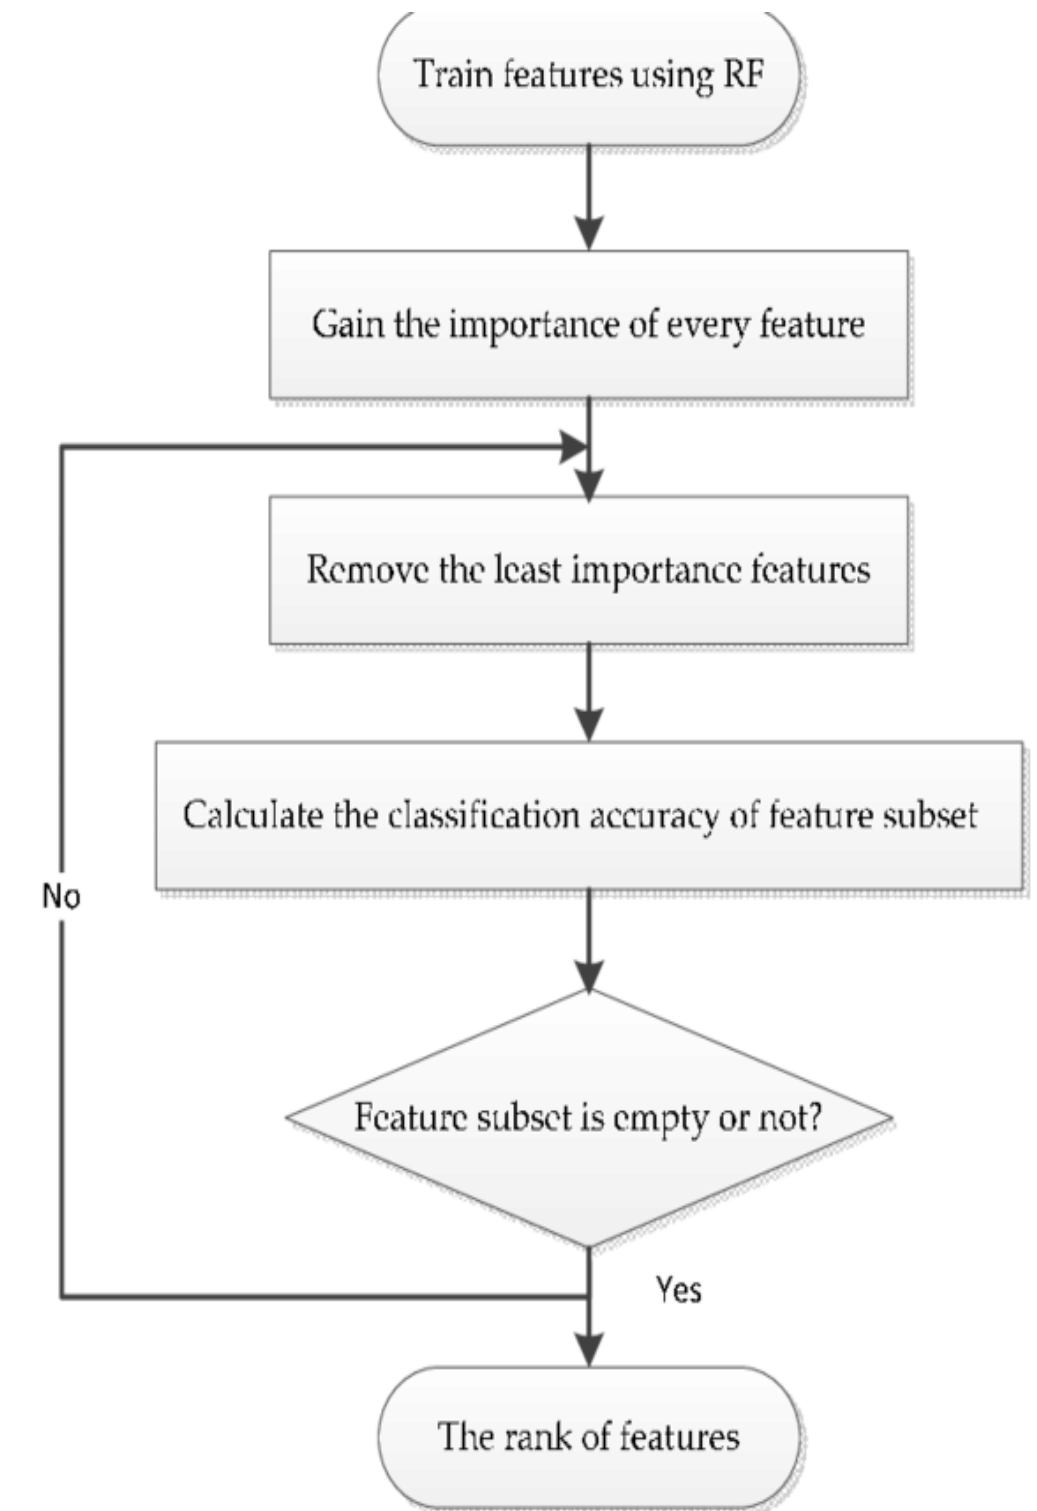 Train features using RF
Gain the importance of every feature
Remove the least importance features
Calculate the classification accuracy of feature subset
No
Feature subset is empty or not?
Yes
The rank of features